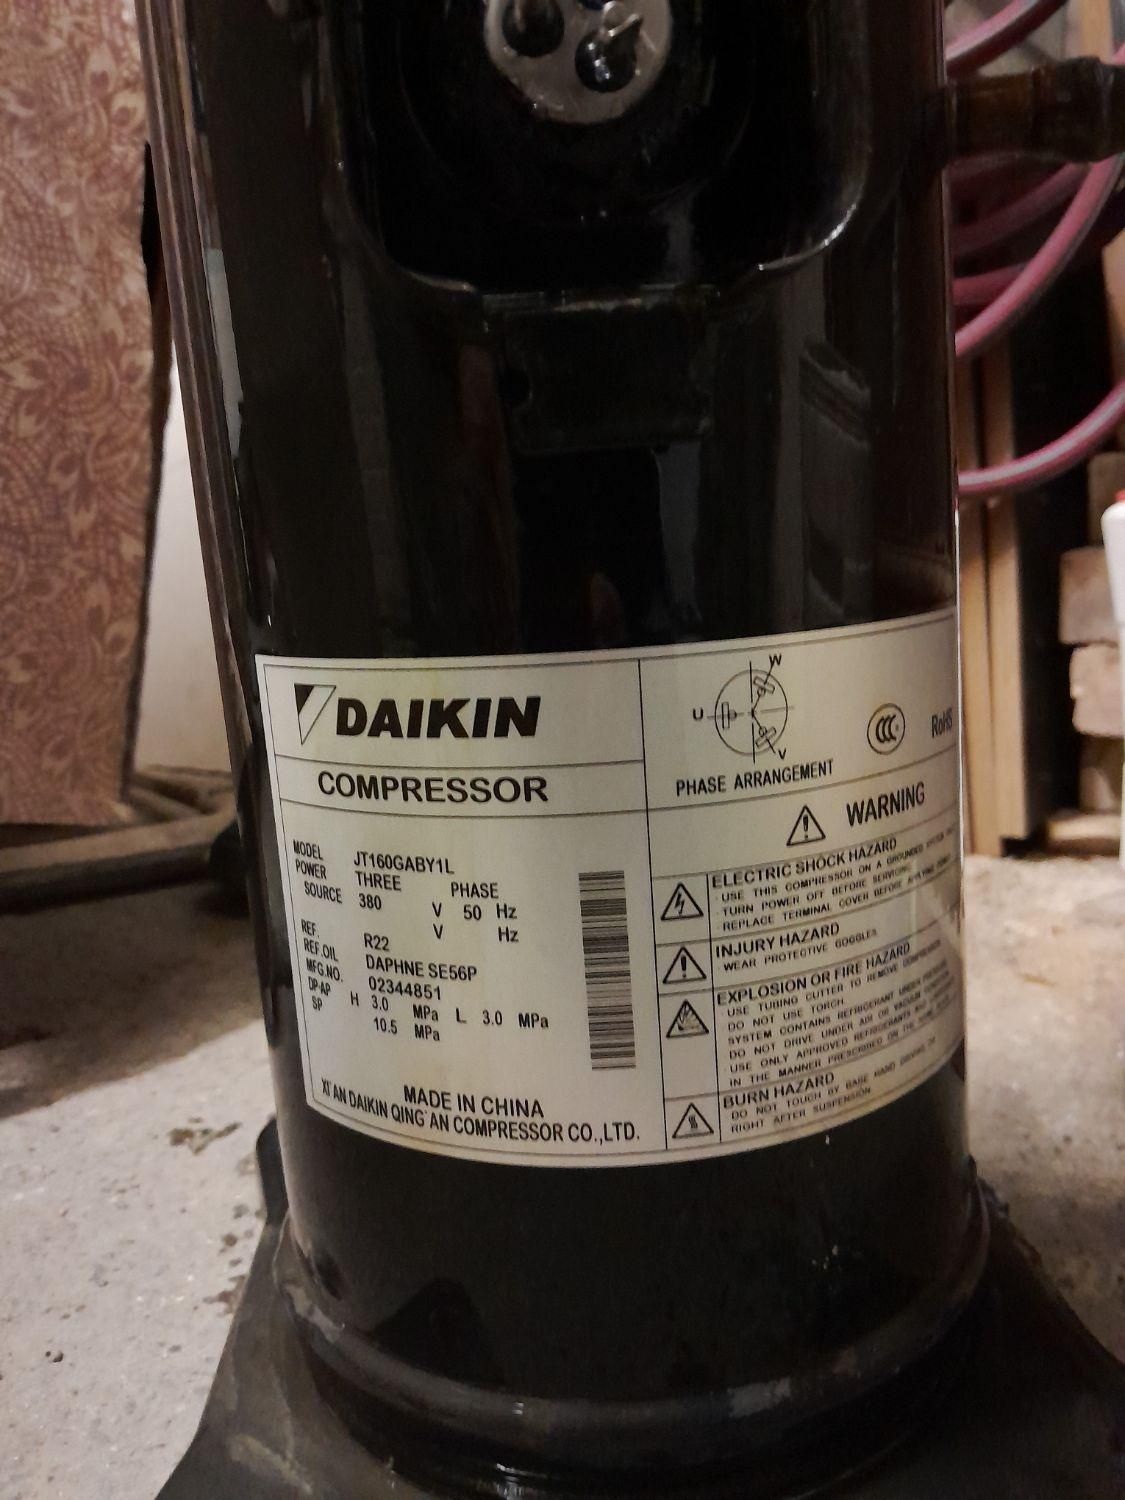 DAIKIN
COMPRESSOR
MODEL JT160GABY1L
POWER THREE PHASE
SOURCE 380 V 50 Hz
V Hz
REF. R22
REF.OIL DAPHNE SE56P
MFG.NO. 02344851
DP-AP H 3.0 MPa L 3.0 MPa
SP 10.5 MPa
MADE IN CHINA
XI'AN DAIKIN QING'AN COMPRESSOR CO.,LTD.
W
U
V
PHASE ARRANGEMENT
CCC
RoHS
WARNING
ELECTRIC SHOCK HAZARD
· USE THIS COMPRESSOR ON A GROUNDED SYSTEM
· TURN POWER OFF BEFORE SERVICING
· REPLACE TERMINAL COVER BEFORE APPLYING POWER
INJURY HAZARD
· WEAR PROTECTIVE GOGGLES
EXPLOSION OR FIRE HAZARD
· USE TUBING CUTTER TO REMOVE COMPRESSOR
DO NOT USE TORCH
SYSTEM CONTAINS REFRIGERANT UNDER PRESSURE
· DO NOT DRIVE UNDER AIR OR VACUUM
· USE ONLY APPROVED REFRIGERANTS
IN THE MANNER PRESCRIBED ON THE
BURN HAZARD
· DO NOT TOUCH BY BARE HAND DRIVING OR
RIGHT AFTER SUSPENSION